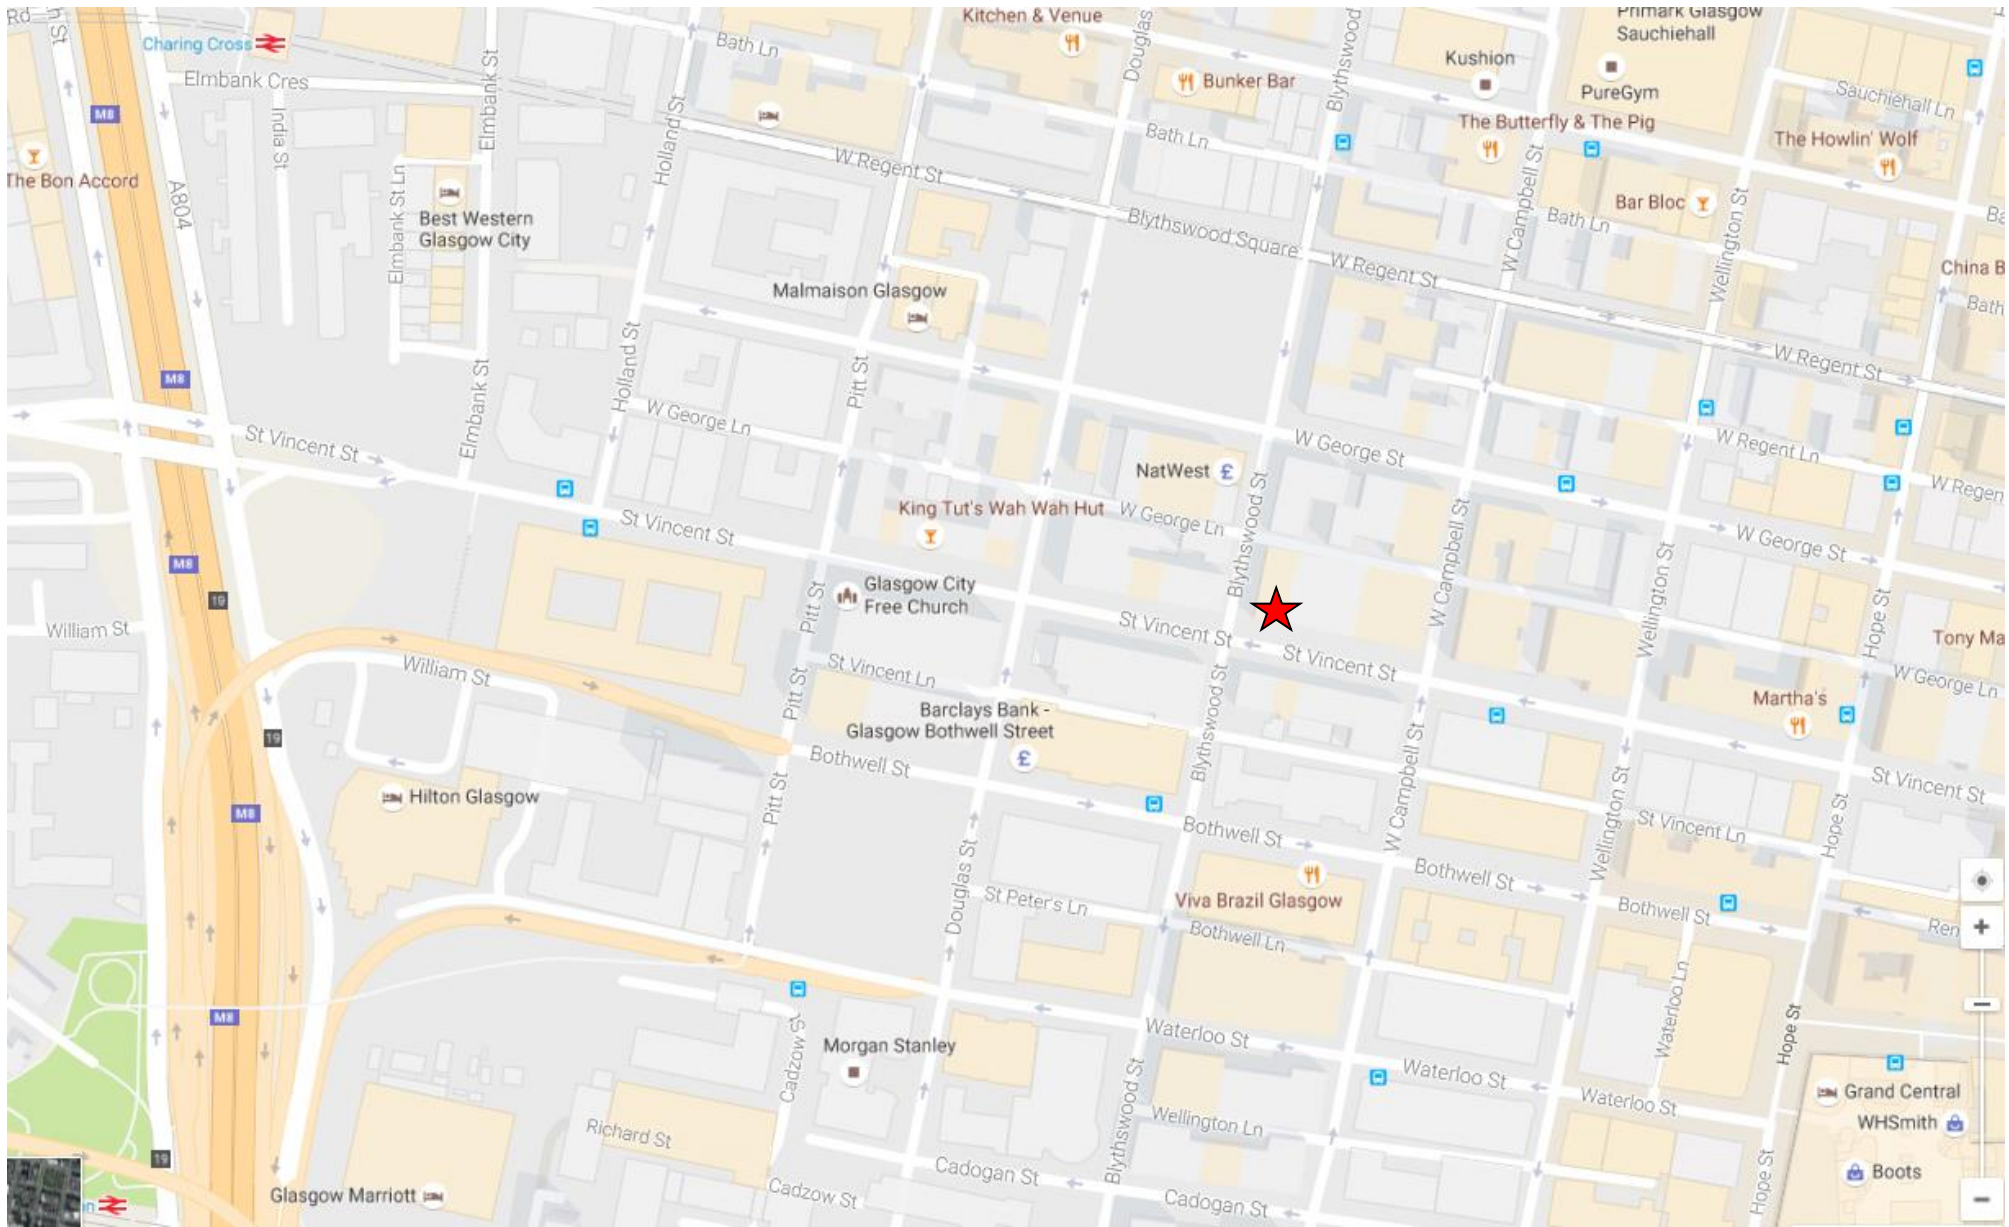 Rd
Kitchen & Venue
Primark Glasgow
Sauchiehall
Charing Cross
Bath Ln
Douglas
Blythswood
Kushion
Elmbank Cres
Elmbank St
Bunker Bar
PureGym
Sauchiehall Ln
M8
India St
Holland St
The Butterfly & The Pig
The Howlin' Wolf
Bath Ln
W Regent St
The Bon Accord
A804
Elmbank St Ln
Best Western
Glasgow City
Blythswood Square
W Campbell St
Bath Ln
Bar Bloc
Wellington St
Ba
W Regent St
China B
Bath
Malmaison Glasgow
Holland St
Pitt St
W Regent St
M8
Elmbank St
W George Ln
St Vincent St
W George St
W Regent Ln
NatWest
Blythswood St
W Regen
King Tut's Wah Wah Hut
W George Ln
W Campbell St
St Vincent St
W George St
M8
19
Glasgow City
Free Church
Pitt St
Wellington St
Hope St
William St
St Vincent St
St Vincent St
Tony Ma
William St
St Vincent Ln
Pitt St
Blythswood St
W George Ln
Martha's
Barclays Bank -
Glasgow Bothwell Street
19
Bothwell St
W Campbell St
St Vincent St
Hilton Glasgow
M8
Pitt St
Wellington St
Hope St
St Vincent Ln
Bothwell St
Douglas St
Bothwell St
St Peter's Ln
Viva Brazil Glasgow
Bothwell St
Ren
Bothwell Ln
M8
Waterloo Ln
Hope St
Morgan Stanley
Cadzow St
Waterloo St
Waterloo St
Waterloo St
Grand Central
WHSmith
Blythswood St
Wellington Ln
Richard St
19
Cadogan St
Boots
Hope St
Glasgow Marriott
Cadzow St
Cadogan St
n